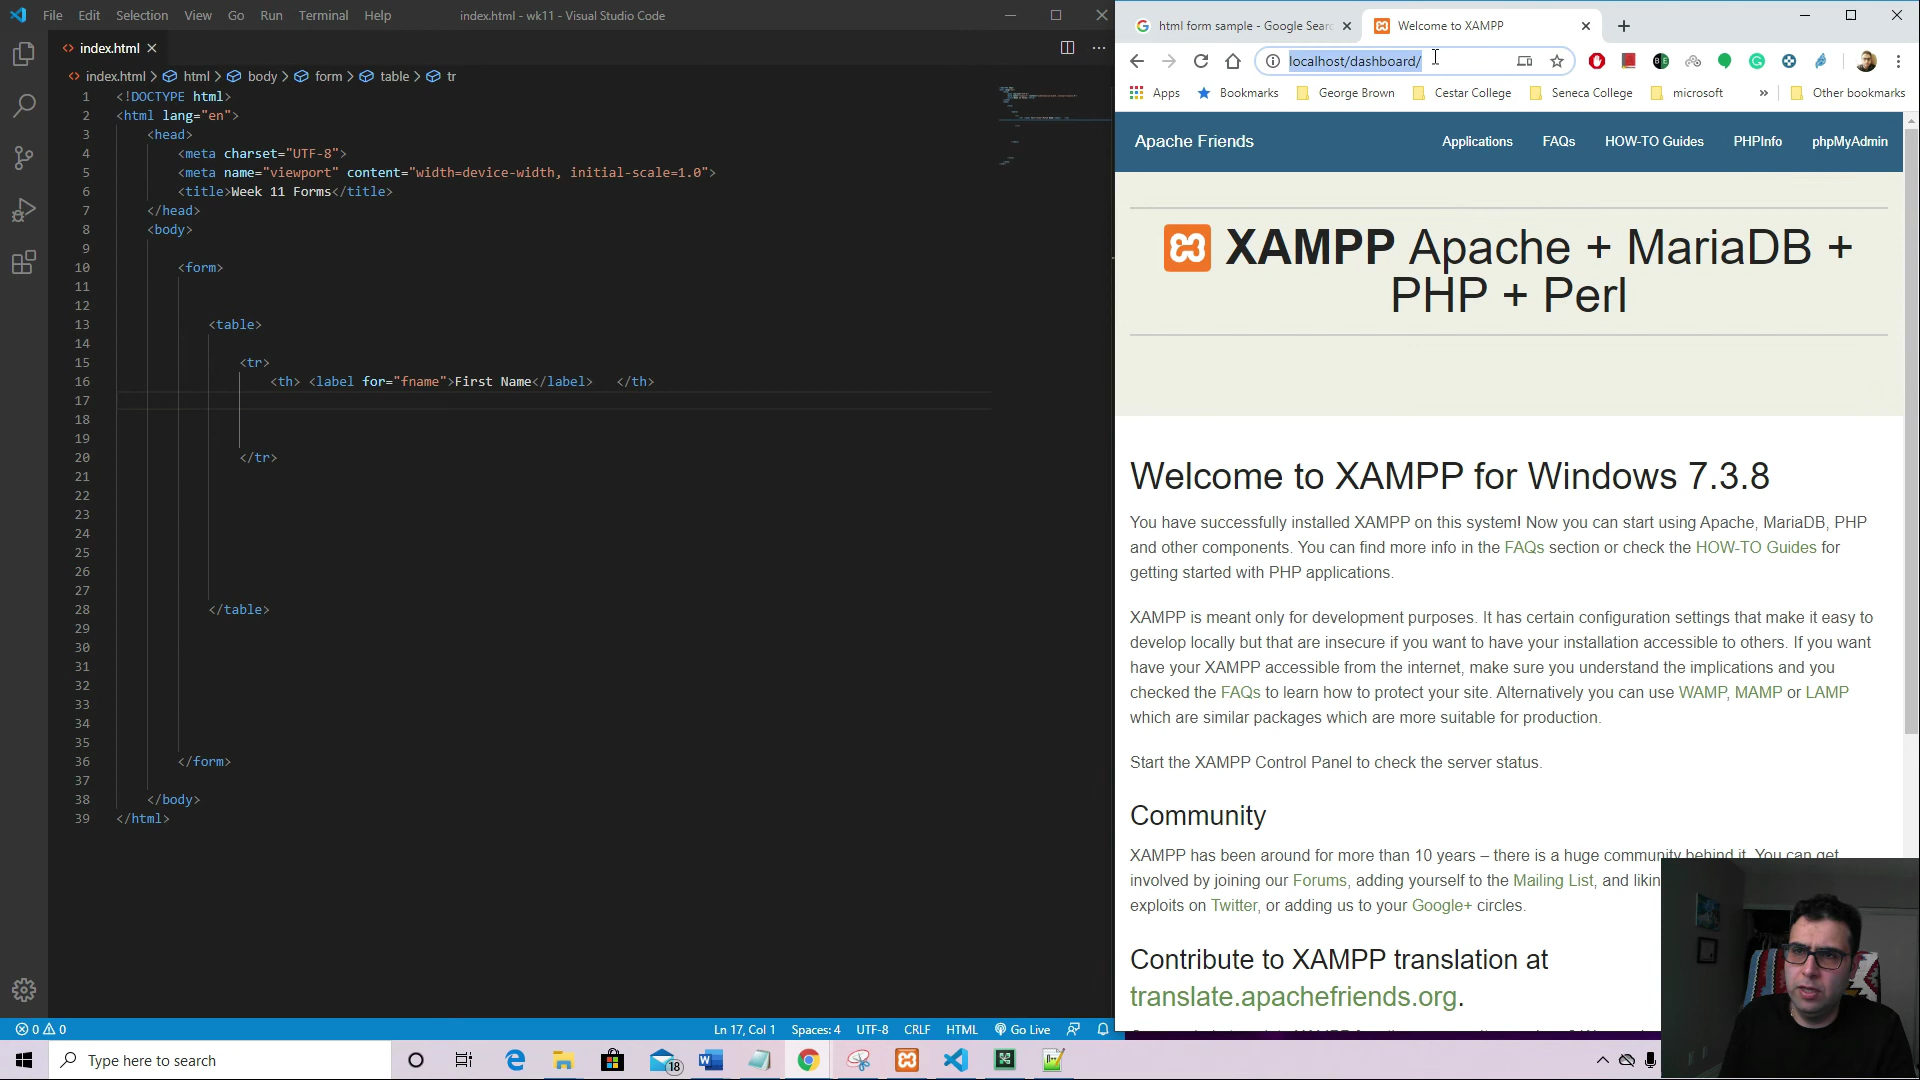 File Edit Selection View Go Run Terminal Help index.html - wk11 - Visual Studio Code
<> index.html
<> index.html > html > body > form > table > tr
1 <!DOCTYPE html>
2 <html lang="en">
3 <head>
4 <meta charset="UTF-8">
5 <meta name="viewport" content="width=device-width, initial-scale=1.0">
6 <title>Week 11 Forms</title>
7 </head>
8 <body>
9
10 <form>
11
12
13 <table>
14
15 <tr>
16 <th> <label for="fname">First Name</label> </th>
17
18
19
20 </tr>
21
22
23
24
25
26
27
28 </table>
29
30
31
32
33
34
35
36 </form>
37
38 </body>
39 </html>
0 0 Ln 17, Col 1 Spaces: 4 UTF-8 CRLF HTML Go Live
html form sample - Google Searc
Welcome to XAMPP
localhost/dashboard/
Apps Bookmarks George Brown Cestar College Seneca College microsoft » Other bookmarks
Apache Friends Applications FAQs HOW-TO Guides PHPInfo phpMyAdmin
XAMPP Apache + MariaDB +
PHP + Perl
Welcome to XAMPP for Windows 7.3.8
You have successfully installed XAMPP on this system! Now you can start using Apache, MariaDB, PHP
and other components. You can find more info in the FAQs section or check the HOW-TO Guides for
getting started with PHP applications.
XAMPP is meant only for development purposes. It has certain configuration settings that make it easy to
develop locally but that are insecure if you want to have your installation accessible to others. If you want
have your XAMPP accessible from the internet, make sure you understand the implications and you
checked the FAQs to learn how to protect your site. Alternatively you can use WAMP, MAMP or LAMP
which are similar packages which are more suitable for production.
Start the XAMPP Control Panel to check the server status.
Community
XAMPP has been around for more than 10 years – there is a huge community behind it. You can get
involved by joining our Forums, adding yourself to the Mailing List, and likin
exploits on Twitter, or adding us to your Google+ circles.
Contribute to XAMPP translation at
translate.apachefriends.org.
Type here to search
18